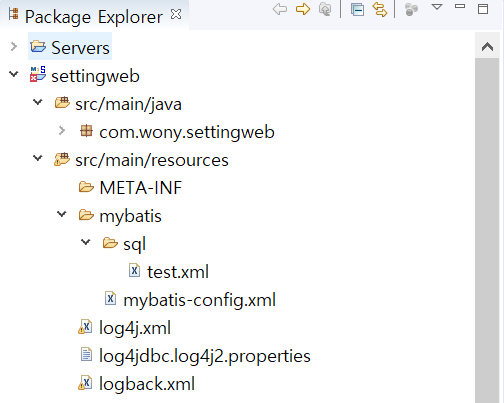 Package Explorer
Servers
settingweb
src/main/java
com.wony.settingweb
src/main/resources
META-INF
mybatis
sql
test.xml
mybatis-config.xml
log4j.xml
log4jdbc.log4j2.properties
logback.xml